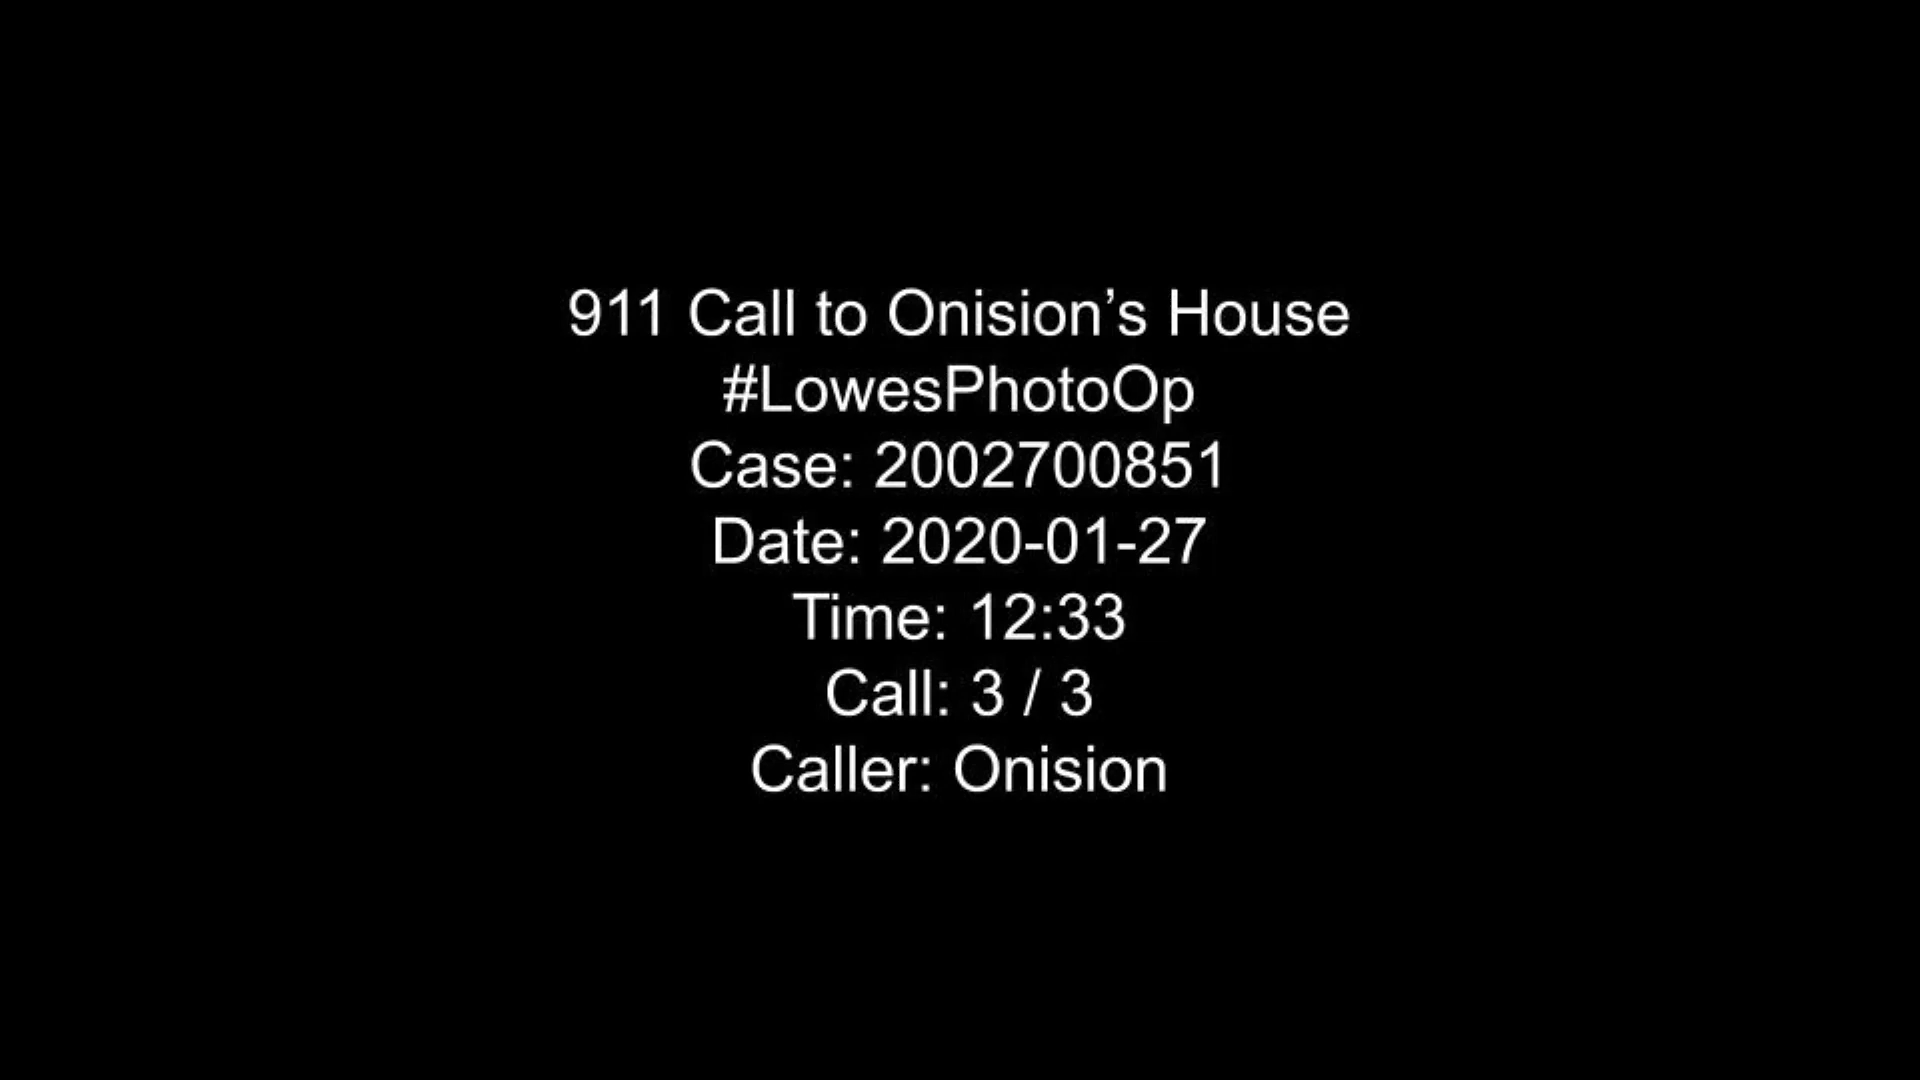 911 Call to Onision’s House
#LowesPhotoOp
Case: 2002700851
Date: 2020-01-27
Time: 12:33
Call: 3 / 3
Caller: Onision